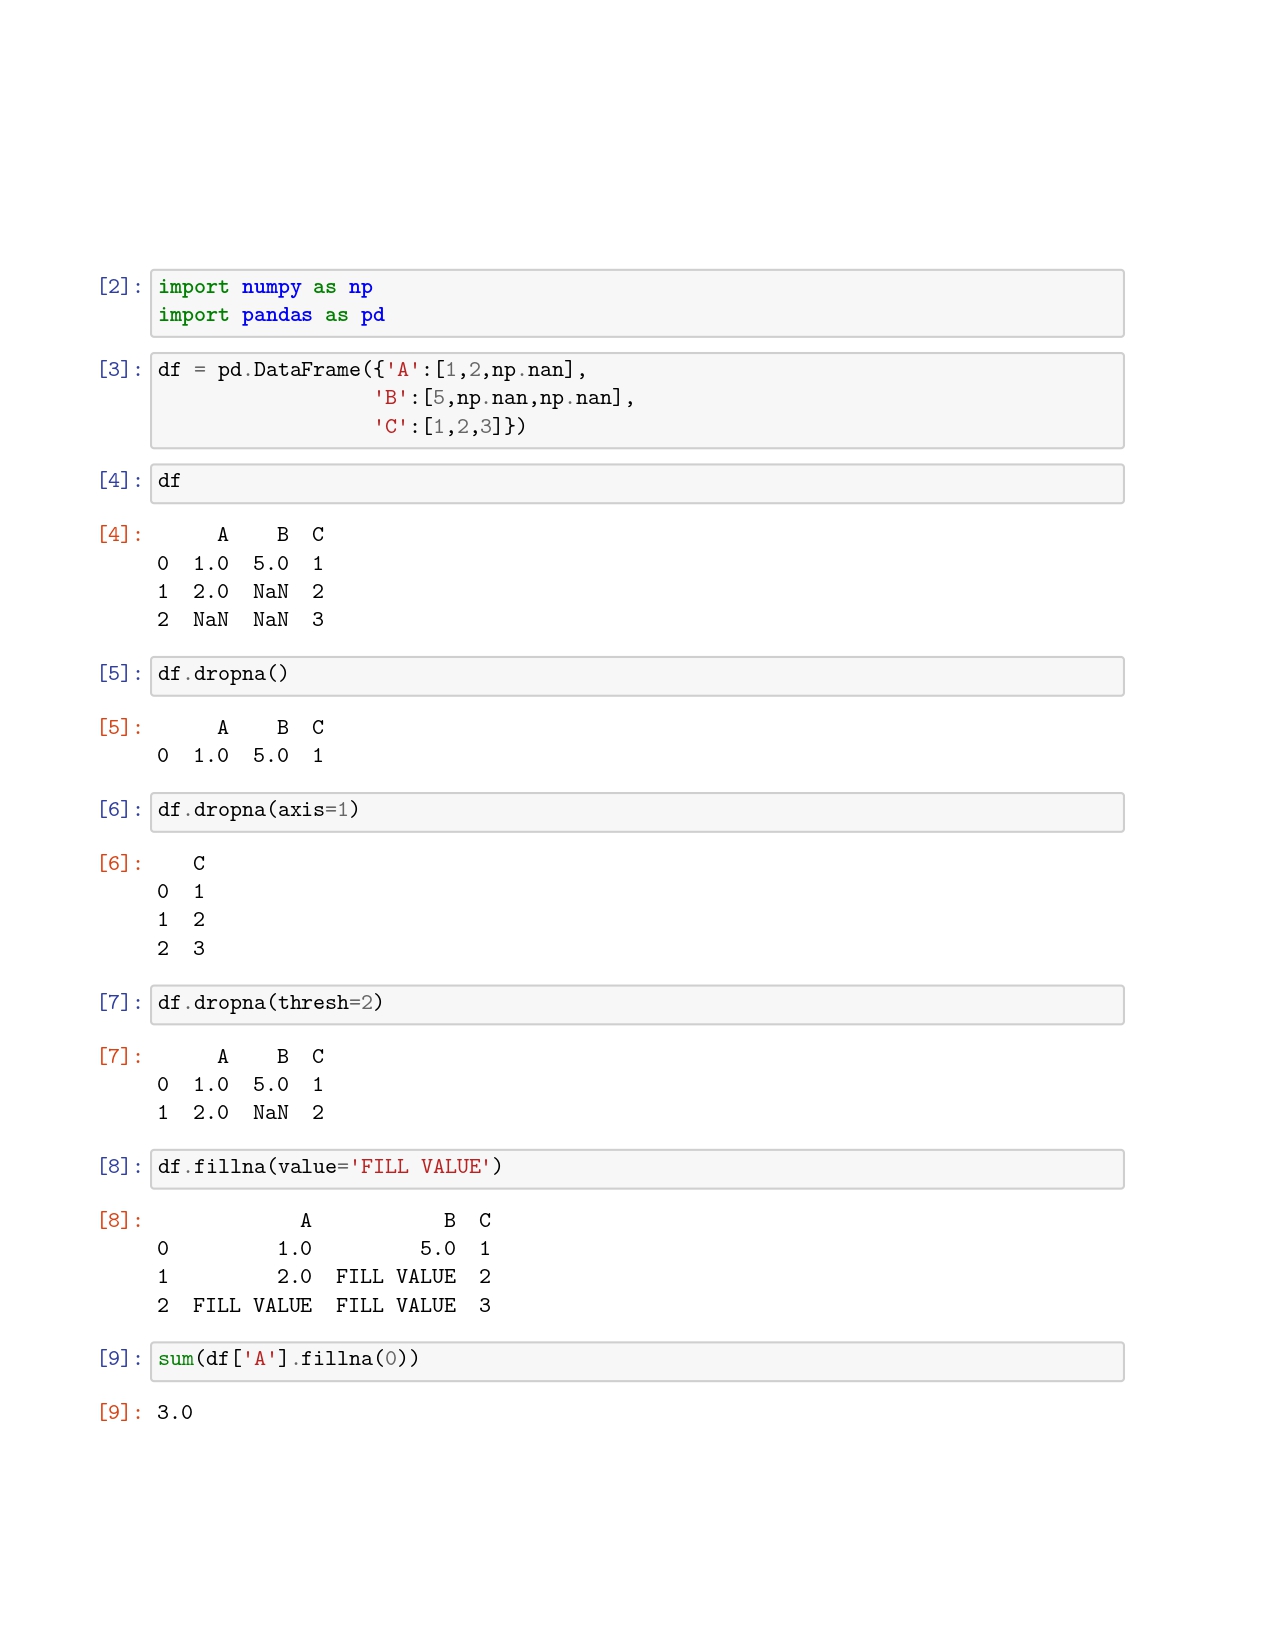 [2]: import numpy as np
import pandas as pd
[3]: df = pd.DataFrame({'A':[1,2,np.nan],
'B':[5,np.nan,np.nan],
'C':[1,2,3]})
[4]: df
[4]: A B C
0 1.0 5.0 1
1 2.0 NaN 2
2 NaN NaN 3
[5]: df.dropna()
[5]: A B C
0 1.0 5.0 1
[6]: df.dropna(axis=1)
[6]: C
0 1
1 2
2 3
[7]: df.dropna(thresh=2)
[7]: A B C
0 1.0 5.0 1
1 2.0 NaN 2
[8]: df.fillna(value='FILL VALUE')
[8]: A B C
0 1.0 5.0 1
1 2.0 FILL VALUE 2
2 FILL VALUE FILL VALUE 3
[9]: sum(df['A'].fillna(0))
[9]: 3.0